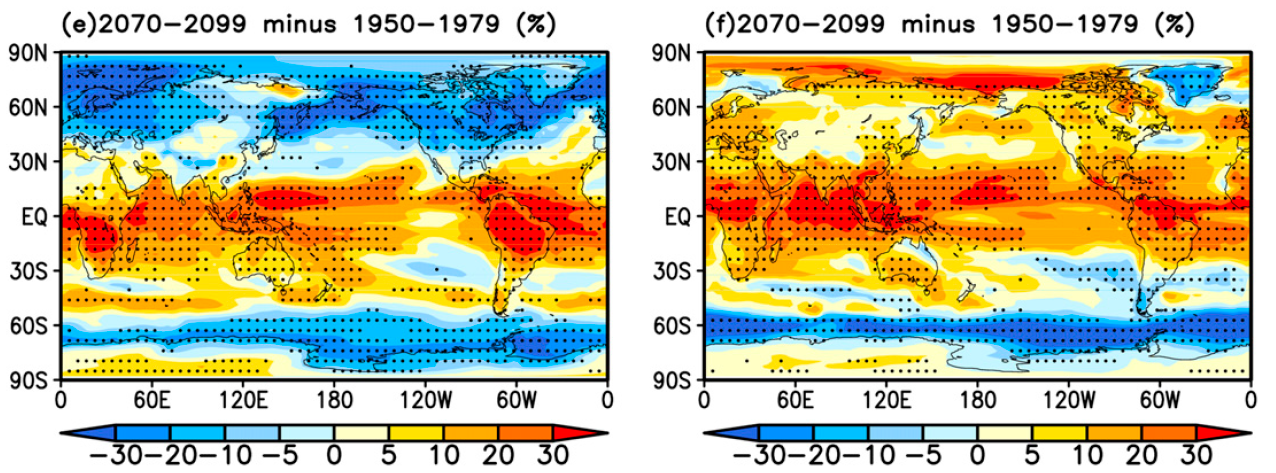 (e)2070−2099 minus 1950−1979 (%)
(f)2070−2099 minus 1950−1979 (%)
90N
60N
30N
EQ
30S
60S
90S
0 60E 120E 180 120W 60W 0
−30 −20 −10 −5 0 5 10 20 30
90N
60N
30N
EQ
30S
60S
90S
0 60E 120E 180 120W 60W 0
−30 −20 −10 −5 0 5 10 20 30